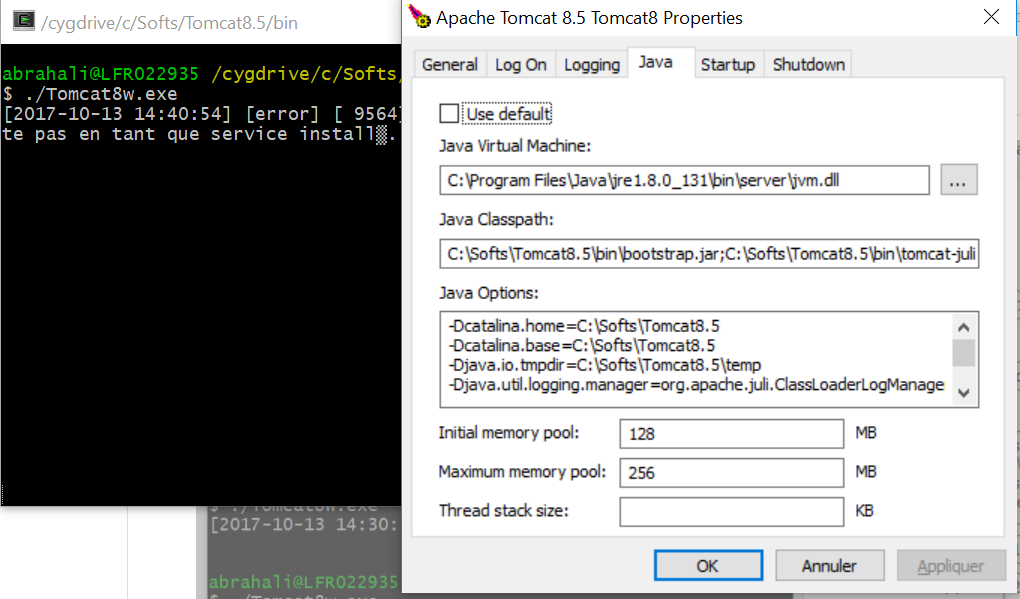 /cygdrive/c/Softs/Tomcat8.5/bin
abrahali@LFR022935 /cygdrive/c/Softs/
$ ./Tomcat8w.exe
[2017-10-13 14:40:54] [error] [ 9564]
te pas en tant que service install▒.
$ ./Tomcat8w.exe
[2017-10-13 14:30:
abrahali@LFR022935
$ ./Tomcat8w.exe
Apache Tomcat 8.5 Tomcat8 Properties
General Log On Logging Java Startup Shutdown
Use default
Java Virtual Machine:
C:\Program Files\Java\jre1.8.0_131\bin\server\jvm.dll
...
Java Classpath:
C:\Softs\Tomcat8.5\bin\bootstrap.jar;C:\Softs\Tomcat8.5\bin\tomcat-juli
Java Options:
-Dcatalina.home=C:\Softs\Tomcat8.5
-Dcatalina.base=C:\Softs\Tomcat8.5
-Djava.io.tmpdir=C:\Softs\Tomcat8.5\temp
-Djava.util.logging.manager=org.apache.juli.ClassLoaderLogManager
Initial memory pool: 128 MB
Maximum memory pool: 256 MB
Thread stack size: KB
OK Annuler Appliquer